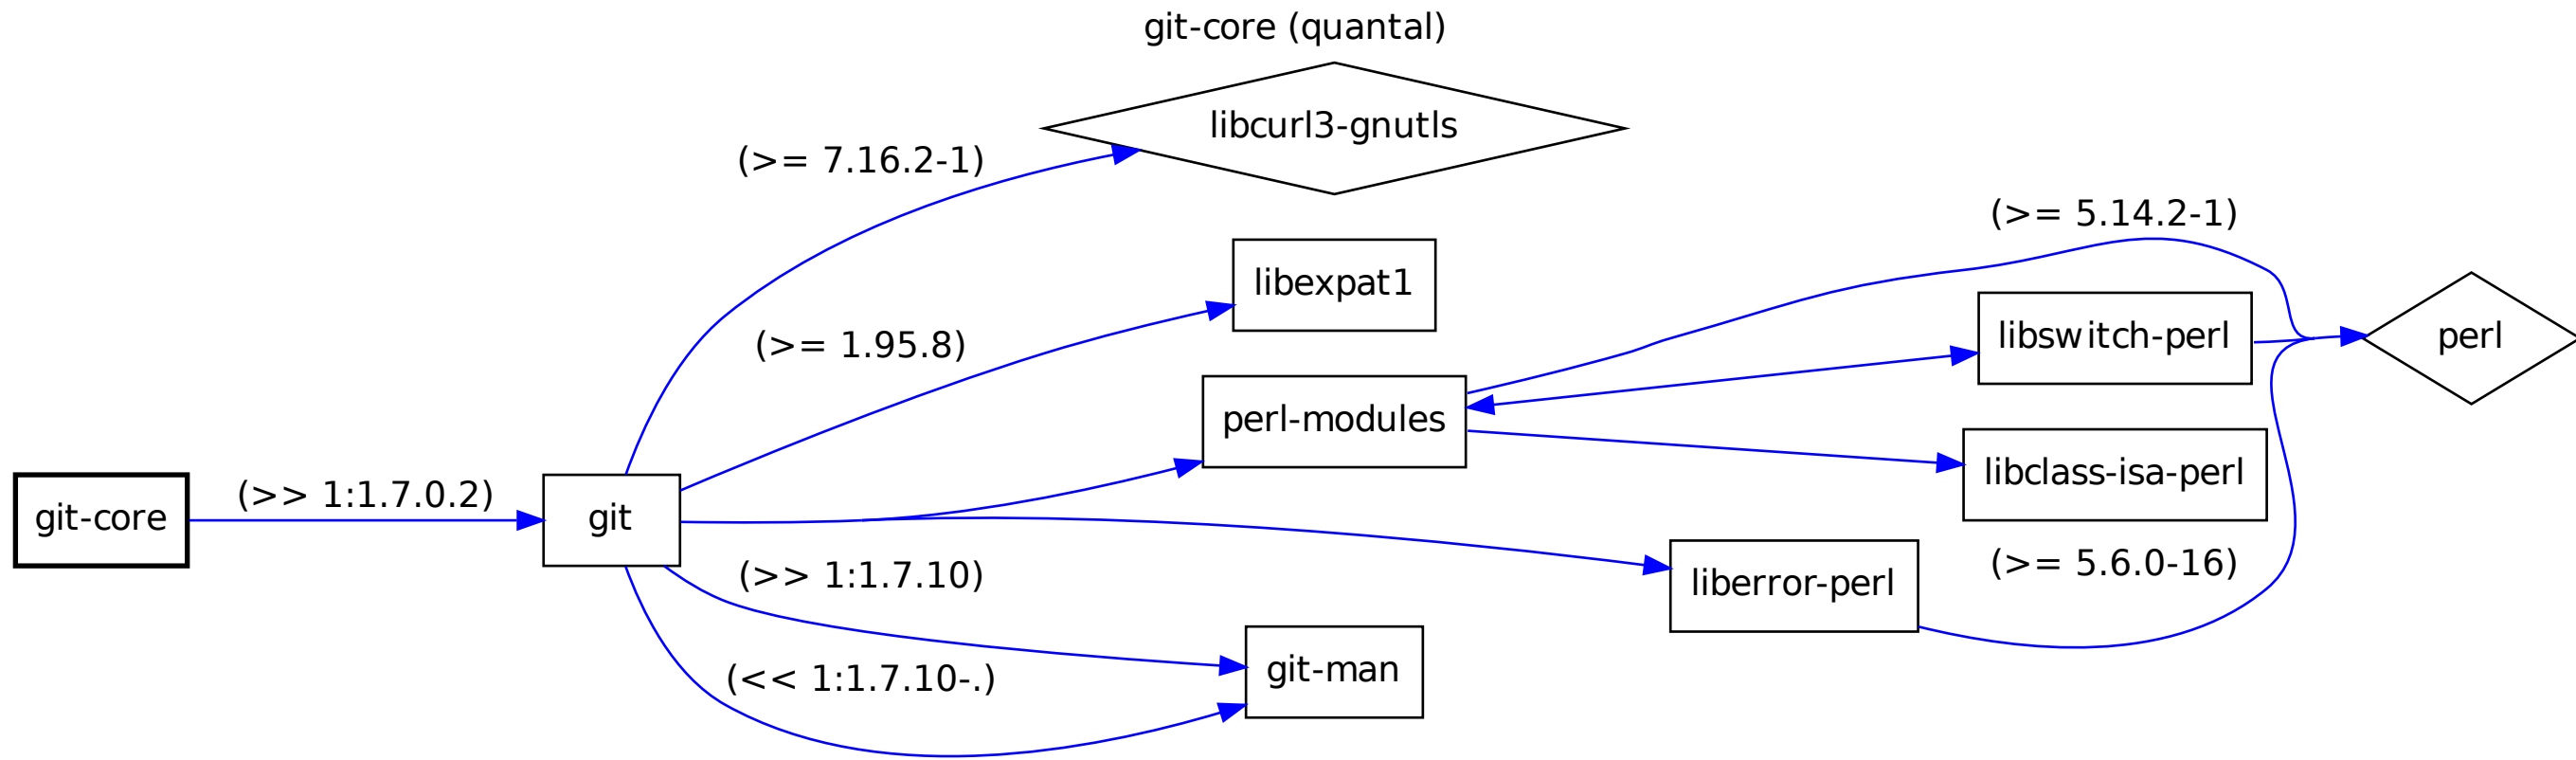 git-core (quantal)
libcurl3-gnutls
(>= 7.16.2-1)
(>= 5.14.2-1)
libexpat1
(>= 1.95.8)
libswitch-perl
perl
perl-modules
libclass-isa-perl
git-core
(>> 1:1.7.0.2)
git
(>= 5.6.0-16)
(>> 1:1.7.10)
liberror-perl
git-man
(<< 1:1.7.10-.)